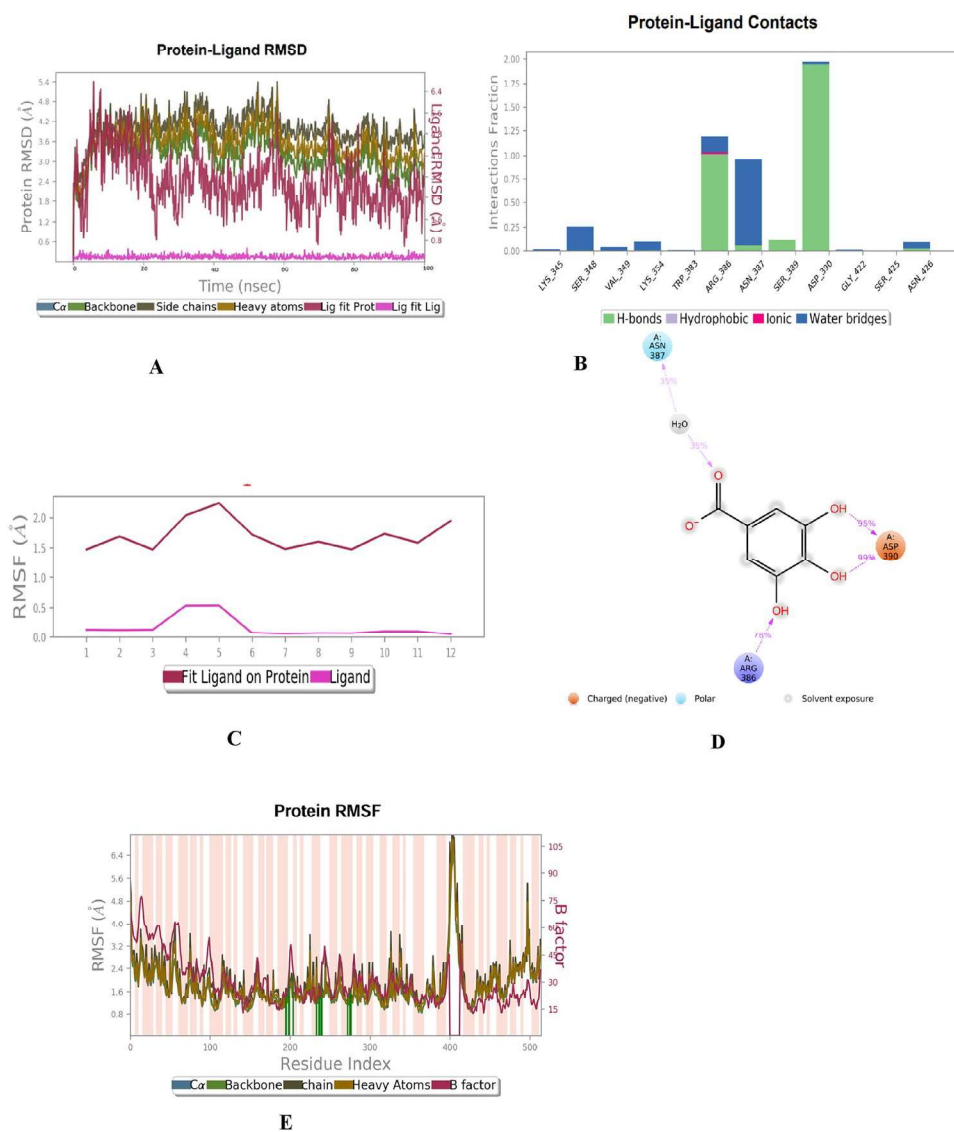 Protein-Ligand RMSD
Protein RMSD (Å)
5.4
4.8
4.2
3.6
3.0
2.4
1.8
1.2
0.6
6.4
0.8
0 20 40 60 80 100
Time (nsec)
Cα Backbone Side chains Heavy atoms Lig fit Prot Lig fit Lig
A
Protein-Ligand Contacts
Interactions Fraction
2.00
1.75
1.50
1.25
1.00
0.75
0.50
0.25
0.00
LYS_345 SER_348 VAL_349 LYS_354 TRP_383 ARG_386 ASN_387 SER_389 ASP_390 GLY_422 SER_425 ASN_426
H-bonds Hydrophobic Ionic Water bridges
B
RMSF (Å)
2.0
1.5
1.0
0.5
0.0
1 2 3 4 5 6 7 8 9 10 11 12
Fit Ligand on Protein Ligand
C
A:
ASN
387
35%
H₂O
35%
O
O⁻
OH
95%
A:
ASP
390
99%
OH
OH
78%
A:
ARG
386
Charged (negative) Polar Solvent exposure
D
Protein RMSF
RMSF (Å)
6.4
5.6
4.8
4.0
3.2
2.4
1.6
0.8
B factor
105
90
75
60
45
30
15
0 100 200 300 400 500
Residue Index
Cα Backbone chain Heavy Atoms B factor
E